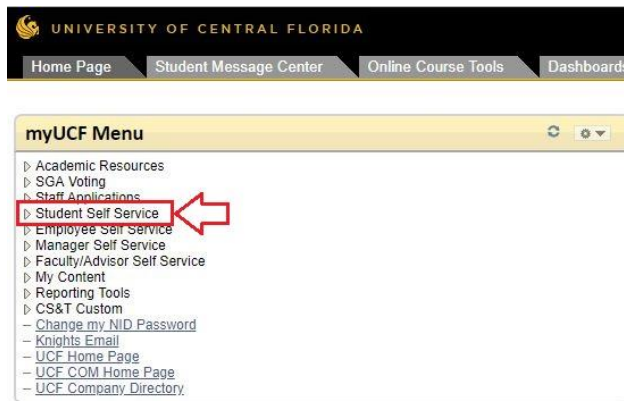 UNIVERSITY OF CENTRAL FLORIDA
Home Page Student Message Center Online Course Tools Dashboards
myUCF Menu
Academic Resources
SGA Voting
Staff Applications
Student Self Service
Employee Self Service
Manager Self Service
Faculty/Advisor Self Service
My Content
Reporting Tools
CS&T Custom
– Change my NID Password
– Knights Email
– UCF Home Page
– UCF COM Home Page
– UCF Company Directory